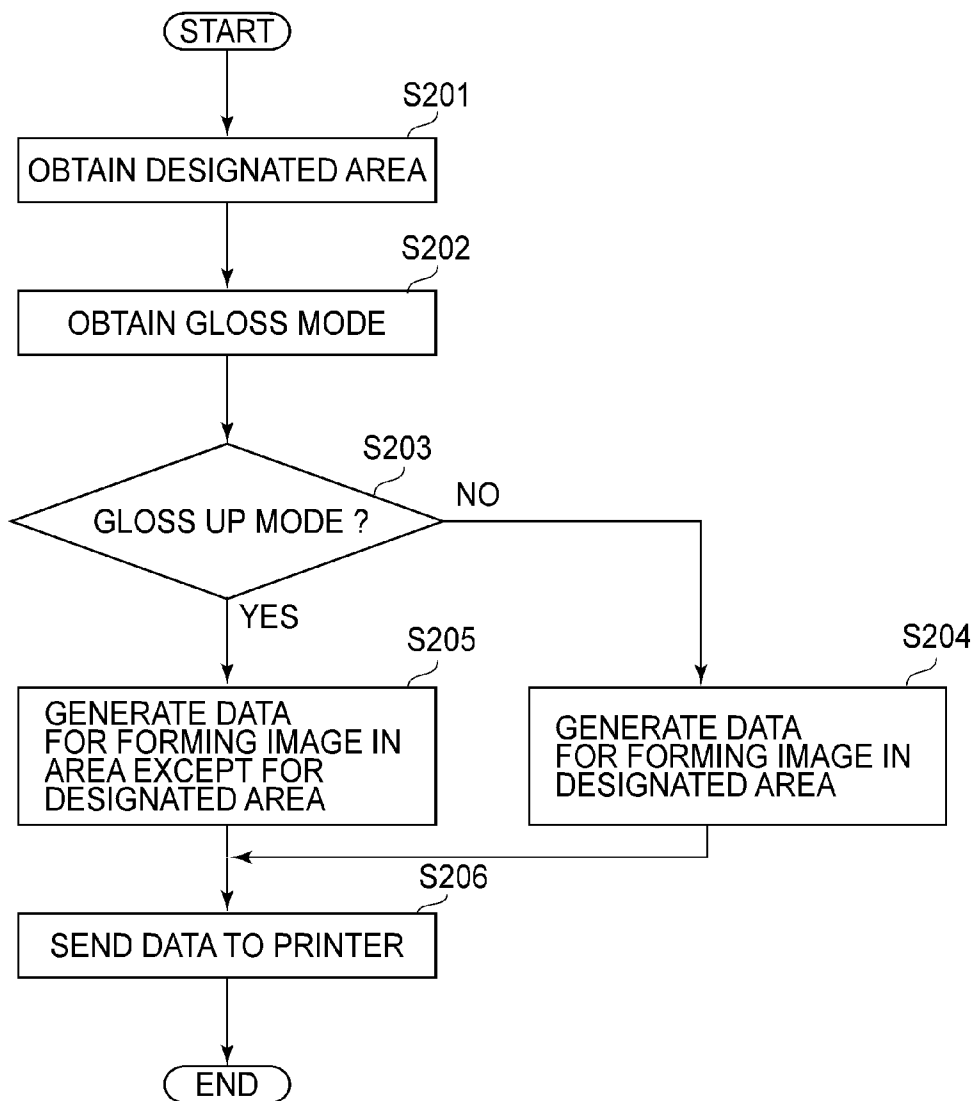 START
S201
OBTAIN DESIGNATED AREA
S202
OBTAIN GLOSS MODE
S203
GLOSS UP MODE ?
NO
YES
S205
GENERATE DATA
FOR FORMING IMAGE IN
AREA EXCEPT FOR
DESIGNATED AREA
S204
GENERATE DATA
FOR FORMING IMAGE IN
DESIGNATED AREA
S206
SEND DATA TO PRINTER
END